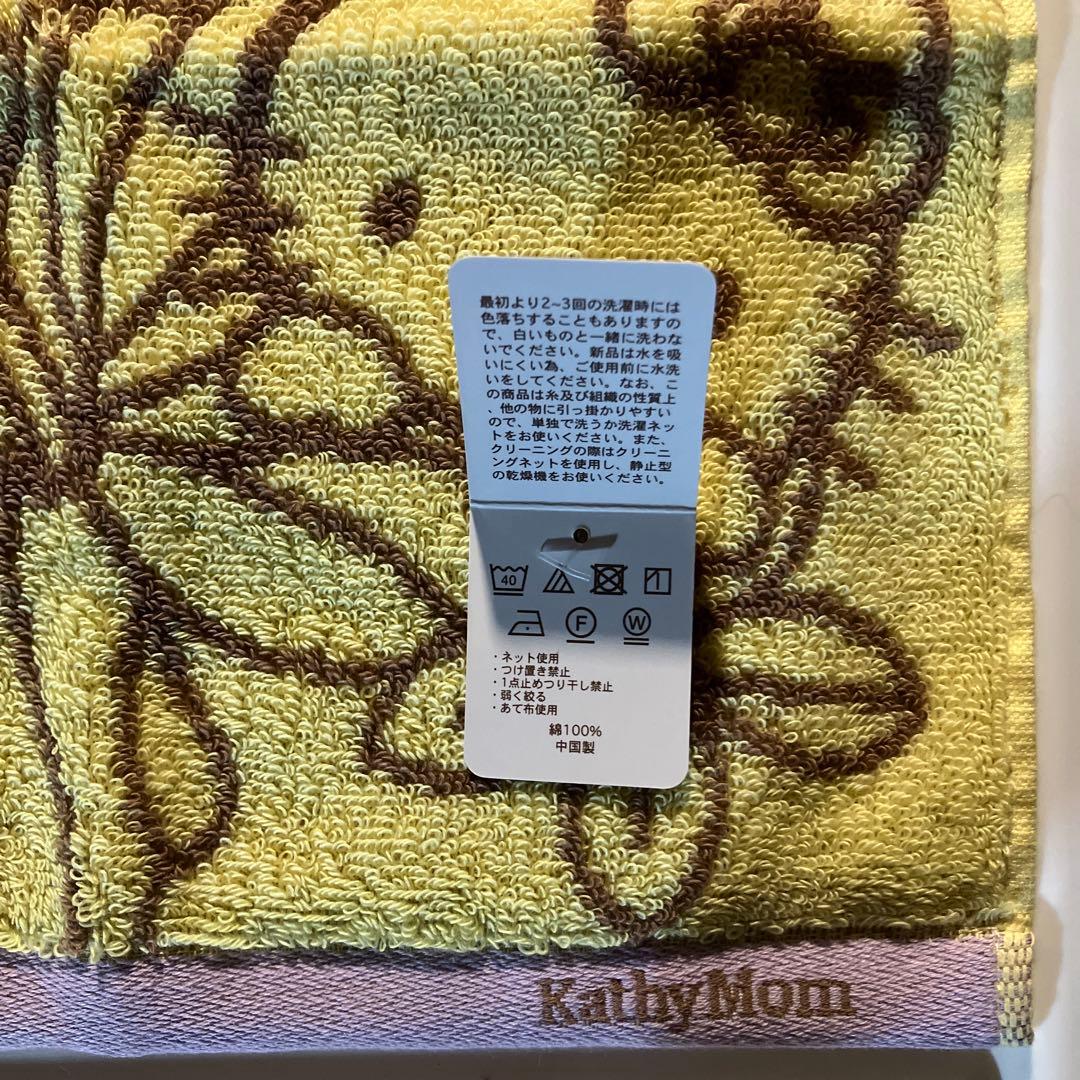 最初より2~3回の洗濯時には
色落ちすることもありますの
で、白いものと一緒に洗わな
いでください。新品は水を吸
いにくい為、ご使用前に水洗
いをしてください。なお、こ
の商品は糸及び組織の性質上
、他の物に引っ掛かりやすい
ので、単独で洗うか洗濯ネッ
トをお使いください。また、
クリーニングの際はクリーニ
ングネットを使用し、静止型
の乾燥機をお使いください。
40
F W
・ネット使用
・つけ置き禁止
・1点止めつり干し禁止
・弱く絞る
・あて布使用
綿100%
中国製
KathyMom